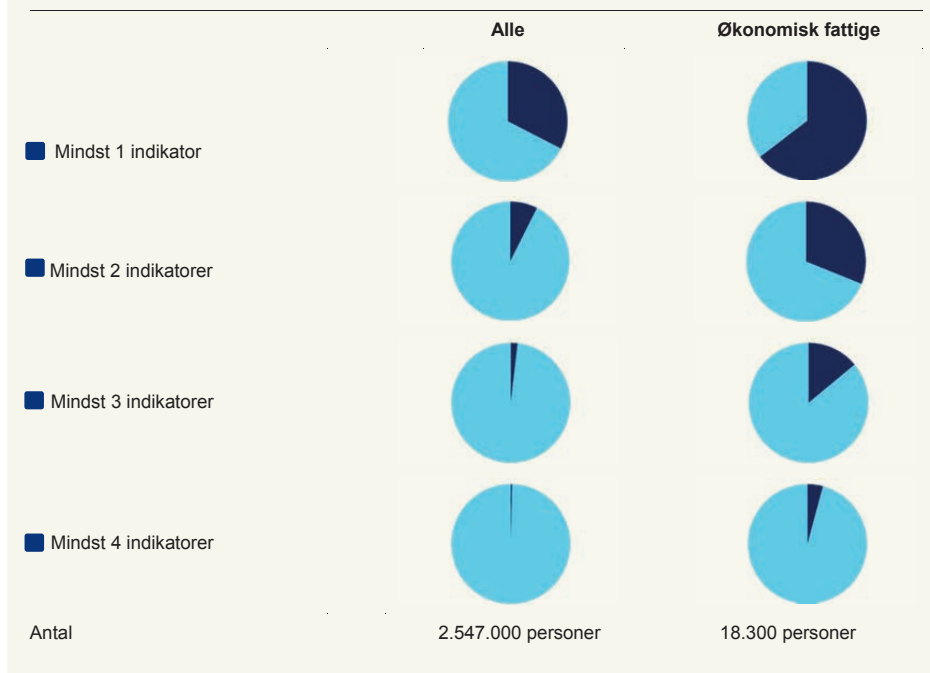 Alle Økonomisk fattige
Mindst 1 indikator
Mindst 2 indikatorer
Mindst 3 indikatorer
Mindst 4 indikatorer
Antal 2.547.000 personer 18.300 personer